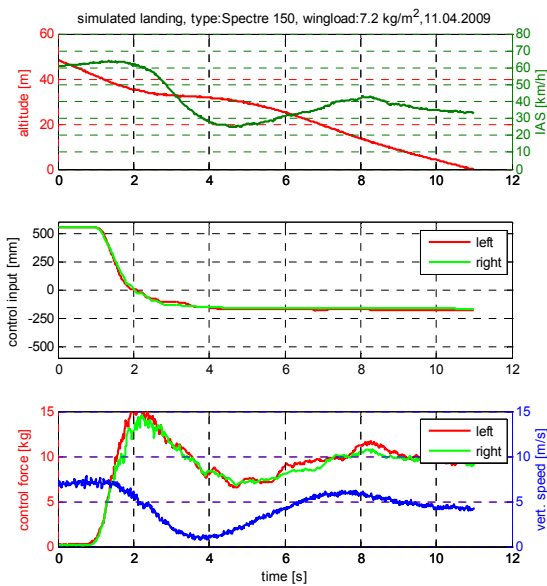 simulated landing, type:Spectre 150, wingload:7.2 kg/m²,11.04.2009
altitude [m]
60
40
20
0
IAS [km/h]
80
70
60
50
40
30
20
10
0
0 2 4 6 8 10 12
control input [mm]
500
250
0
-250
-500
left
right
0 2 4 6 8 10 12
control force [kg]
15
10
5
0
left
right
vert. speed [m/s]
15
10
5
0
0 2 4 6 8 10 12
time [s]